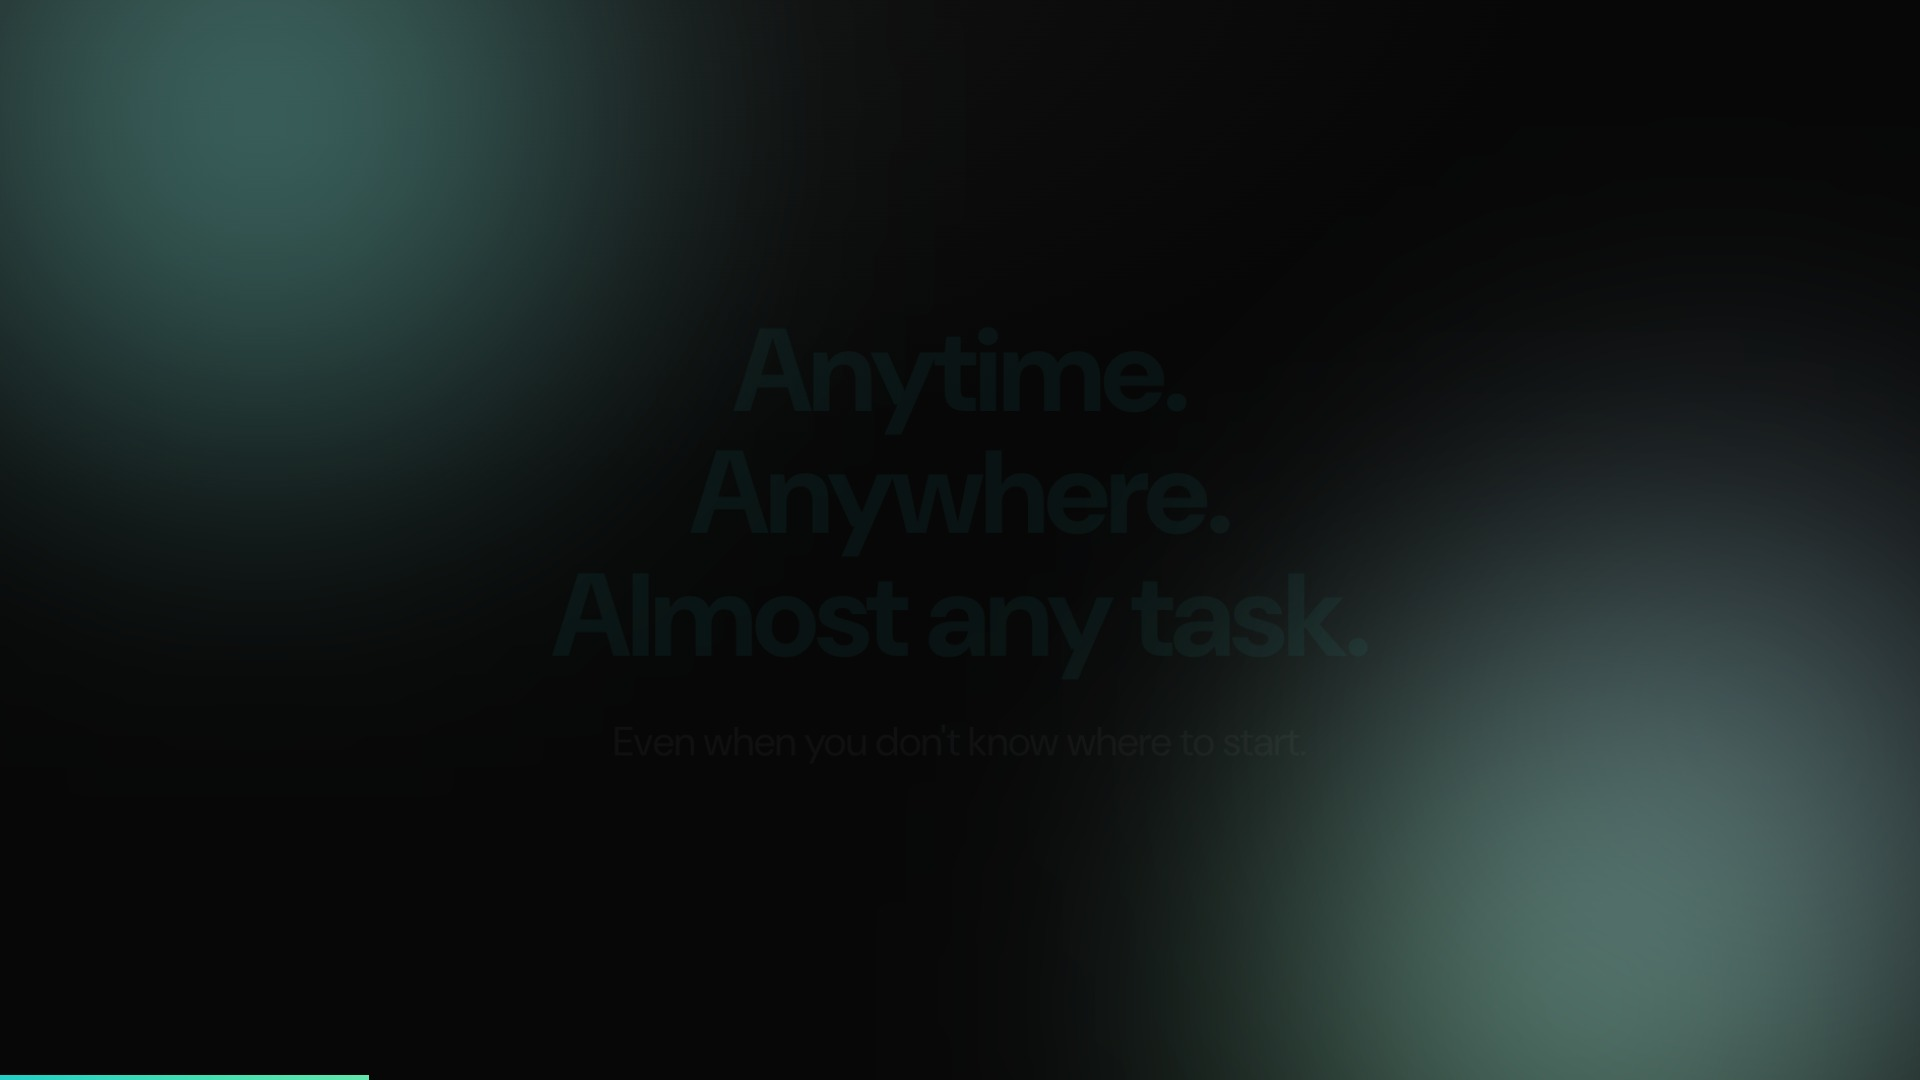 Anytime.
Anywhere.
Almost any task.
Even when you don't know where to start.